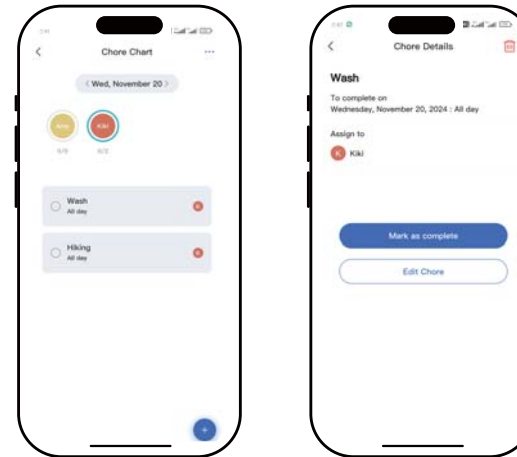 Chore Chart
< Wed, November 20 >
Kiki
Wash
All day
K
Hiking
All day
K
+
Chore Details
Wash
To complete on
Wednesday, November 20, 2024 : All day
Assign to
K Kiki
Mark as complete
Edit Chore